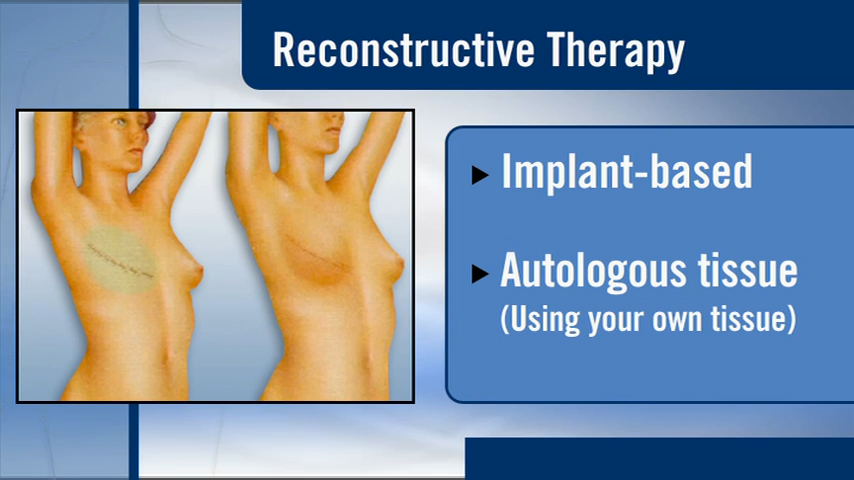 Reconstructive Therapy
Implant-based
Autologous tissue
(Using your own tissue)